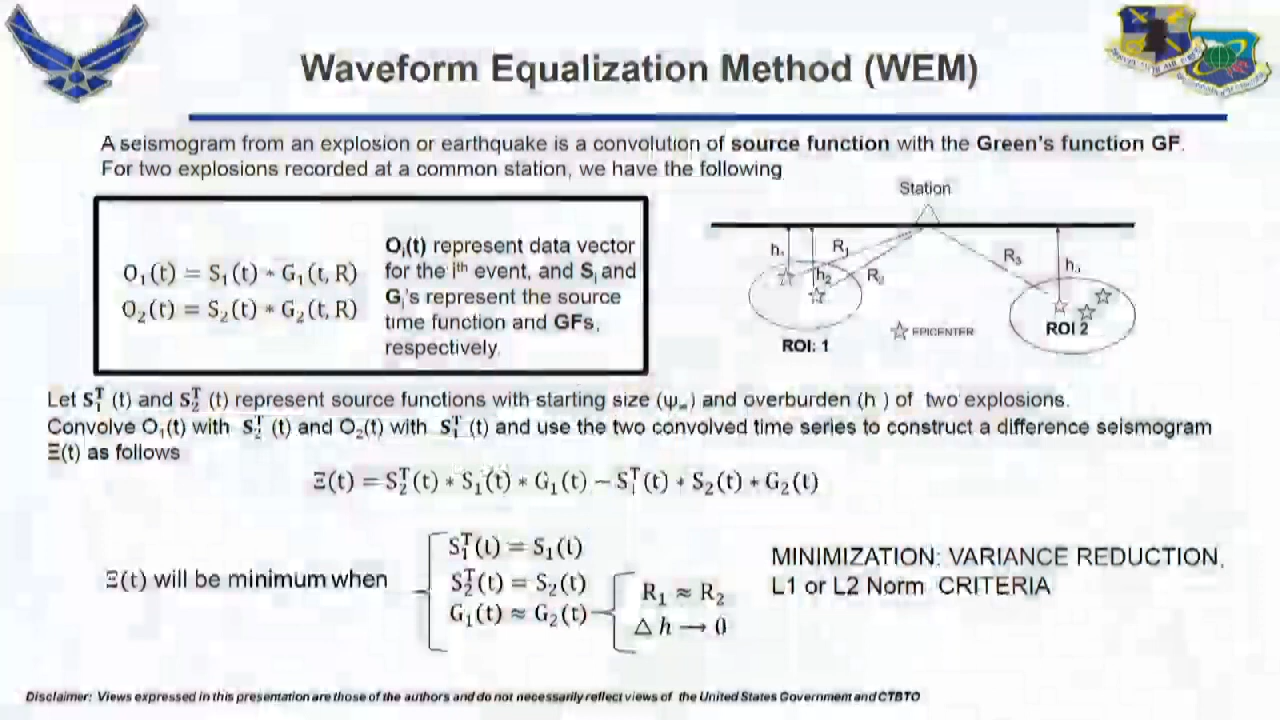 Waveform Equalization Method (WEM)
A seismogram from an explosion or earthquake is a convolution of source function with the Green's function GF.
For two explosions recorded at a common station, we have the following
Station
O₁(t) = S₁(t) * G₁(t, R)
O₂(t) = S₂(t) * G₂(t, R)
Oᵢ(t) represent data vector
for the iᵗʰ event, and Sᵢ and
Gᵢ's represent the source
time function and GFs,
respectively.
R₁
h₂
R₃
EPICENTER
ROI: 1
ROI 2
Let S₁ᵀ (t) and S₂ᵀ (t) represent source functions with starting size (ψ∞) and overburden (h ) of two explosions.
Convolve O₁(t) with S₂ᵀ (t) and O₂(t) with S₁ᵀ (t) and use the two convolved time series to construct a difference seismogram
Ξ(t) as follows
Ξ(t) = S₂ᵀ(t) * S₁(t) * G₁(t) − S₁ᵀ(t) * S₂(t) * G₂(t)
Ξ(t) will be minimum when
S₁ᵀ(t) = S₁(t)
S₂ᵀ(t) = S₂(t)
G₁(t) ≈ G₂(t)
R₁ ≈ R₂
Δ h → 0
MINIMIZATION: VARIANCE REDUCTION,
L1 or L2 Norm CRITERIA
Disclaimer: Views expressed in this presentation are those of the authors and do not necessarily reflect views of the United States Government and CTBTO